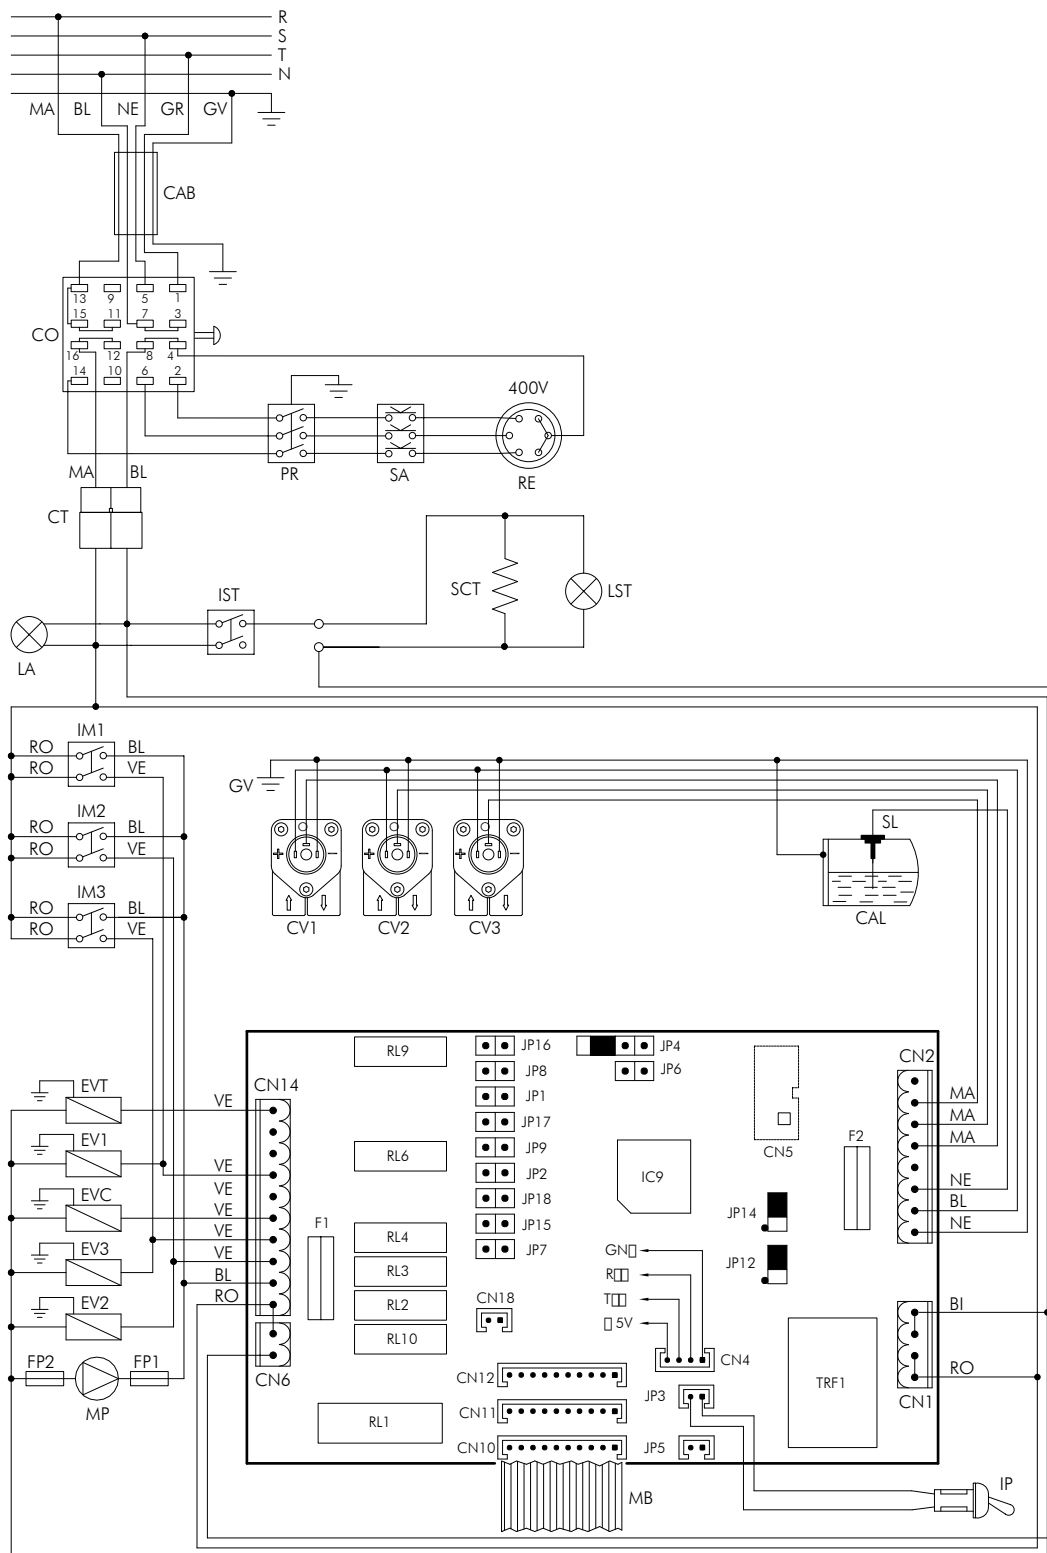 R
S
T
N
MA BL NE GR GV
CAB
13 9 5 1
15 11 7 3
CO
16 12 8 4
14 10 6 2
400V
PR SA RE
MA BL
CT
IST
SCT LST
LA
IM1
RO BL
RO VE
GV
IM2
RO BL
RO VE
SL
IM3
RO BL
RO VE
+ − + − + −
CV1 CV2 CV3
CAL
RL9 JP16 JP4
JP8 JP6
CN2
EVT CN14
VE JP1 MA
JP17 MA
EV1 RL6 JP9 F2 MA
CN5
VE JP2 IC9
EVC VE JP18 NE
VE F1 JP15 JP14 BL
EV3 VE RL4 JP7 NE
VE GN
JP12
BL RL3 R
RO RL2 CN18 T
EV2 5V BI
RL10
FP2 FP1 CN6 CN12 CN4
MP JP3 TRF1 RO
CN1
RL1 CN11
CN10 JP5
MB IP